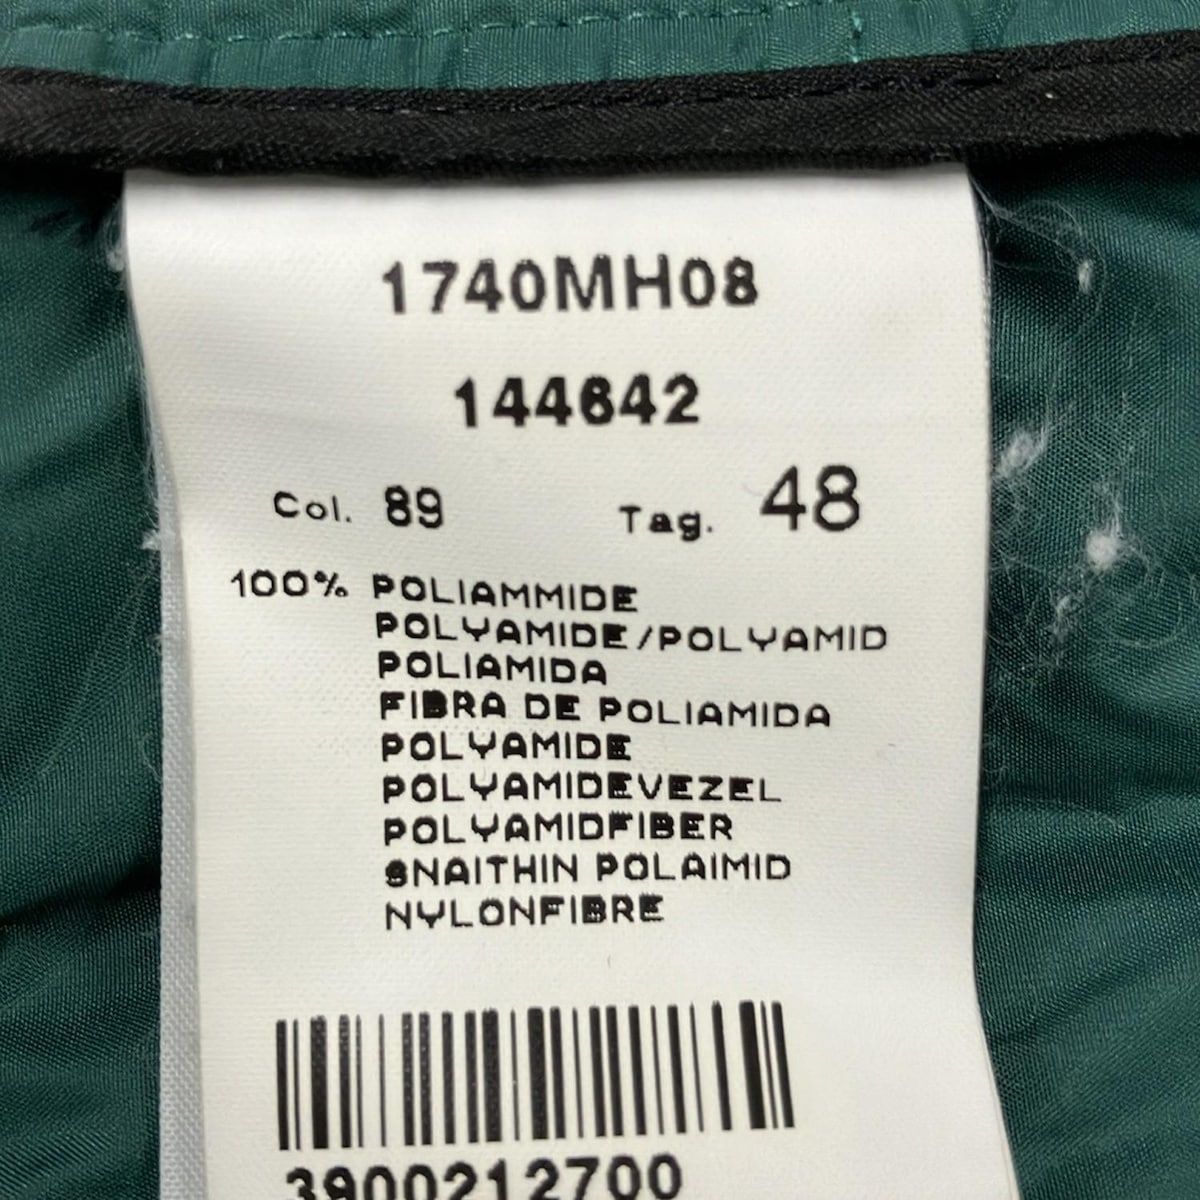 1740MH08
144642
Col. 89 Tag. 48
100% POLIAMMIDE
POLYAMIDE/POLYAMID
POLIAMIDA
FIBRA DE POLIAMIDA
POLYAMIDE
POLYAMIDEVEZEL
POLYAMIDFIBER
SNAITHIN POLAIMID
NYLONFIBRE
3900212700